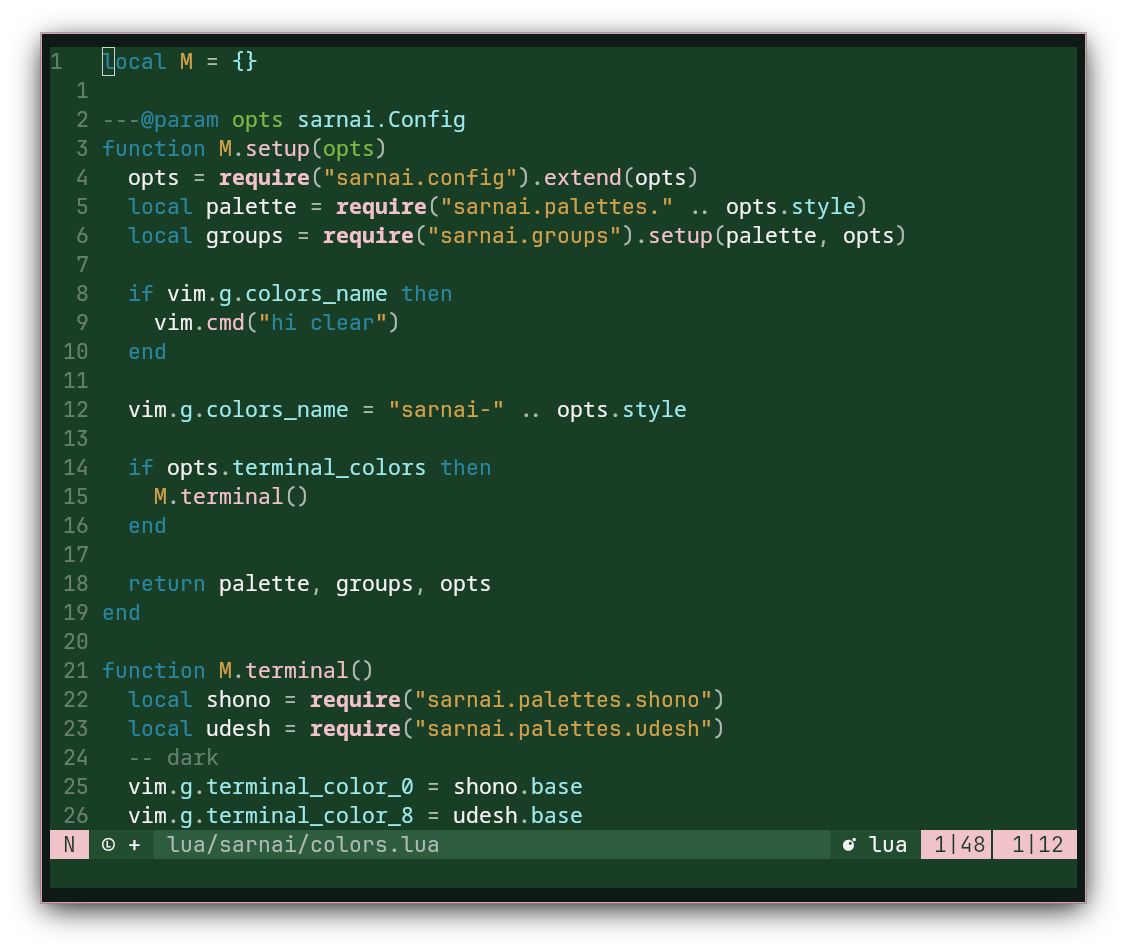 1   local M = {}
  1
  2 ---@param opts sarnai.Config
  3 function M.setup(opts)
  4   opts = require("sarnai.config").extend(opts)
  5   local palette = require("sarnai.palettes." .. opts.style)
  6   local groups = require("sarnai.groups").setup(palette, opts)
  7
  8   if vim.g.colors_name then
  9     vim.cmd("hi clear")
 10   end
 11
 12   vim.g.colors_name = "sarnai-" .. opts.style
 13
 14   if opts.terminal_colors then
 15     M.terminal()
 16   end
 17
 18   return palette, groups, opts
 19 end
 20
 21 function M.terminal()
 22   local shono = require("sarnai.palettes.shono")
 23   local udesh = require("sarnai.palettes.udesh")
 24   -- dark
 25   vim.g.terminal_color_0 = shono.base
 26   vim.g.terminal_color_8 = udesh.base
N Ⓛ + lua/sarnai/colors.lua lua 1|48 1|12